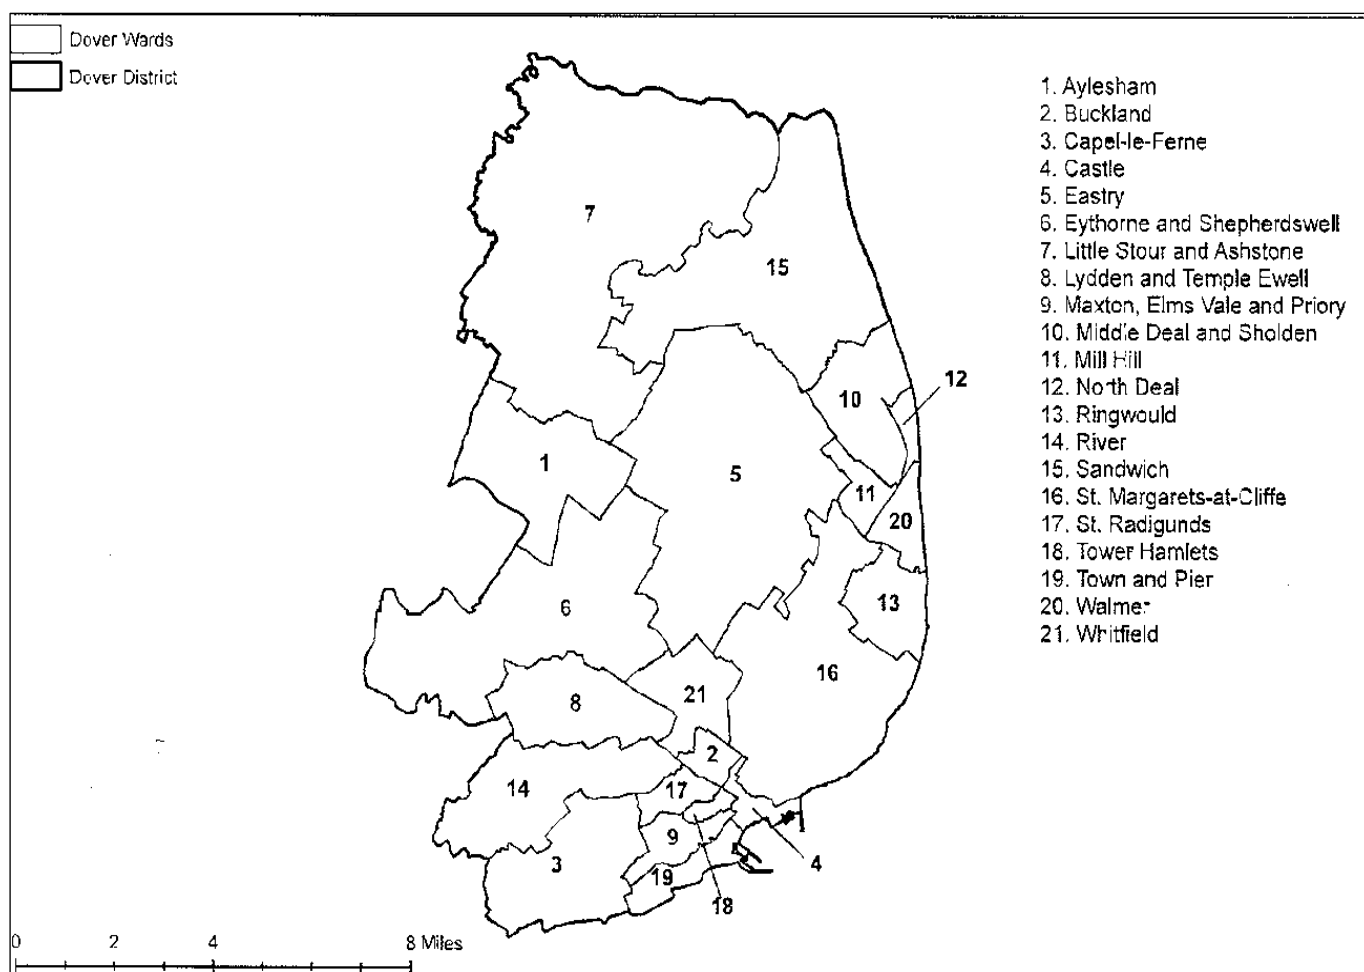 Dover Wards
Dover District
1. Aylesham
2. Buckland
3. Capel-le-Ferne
4. Castle
5. Eastry
6. Eythorne and Shepherdswell
7. Little Stour and Ashstone
8. Lydden and Temple Ewell
9. Maxton, Elms Vale and Priory
10. Middle Deal and Sholden
11. Mill Hill
12. North Deal
13. Ringwould
14. River
15. Sandwich
16. St. Margarets-at-Cliffe
17. St. Radigunds
18. Tower Hamlets
19. Town and Pier
20. Walmer
21. Whitfield
7
15
12
10
1
5
11
20
6
13
16
21
8
2
14
17
9
3
4
19
18
0 2 4 8 Miles